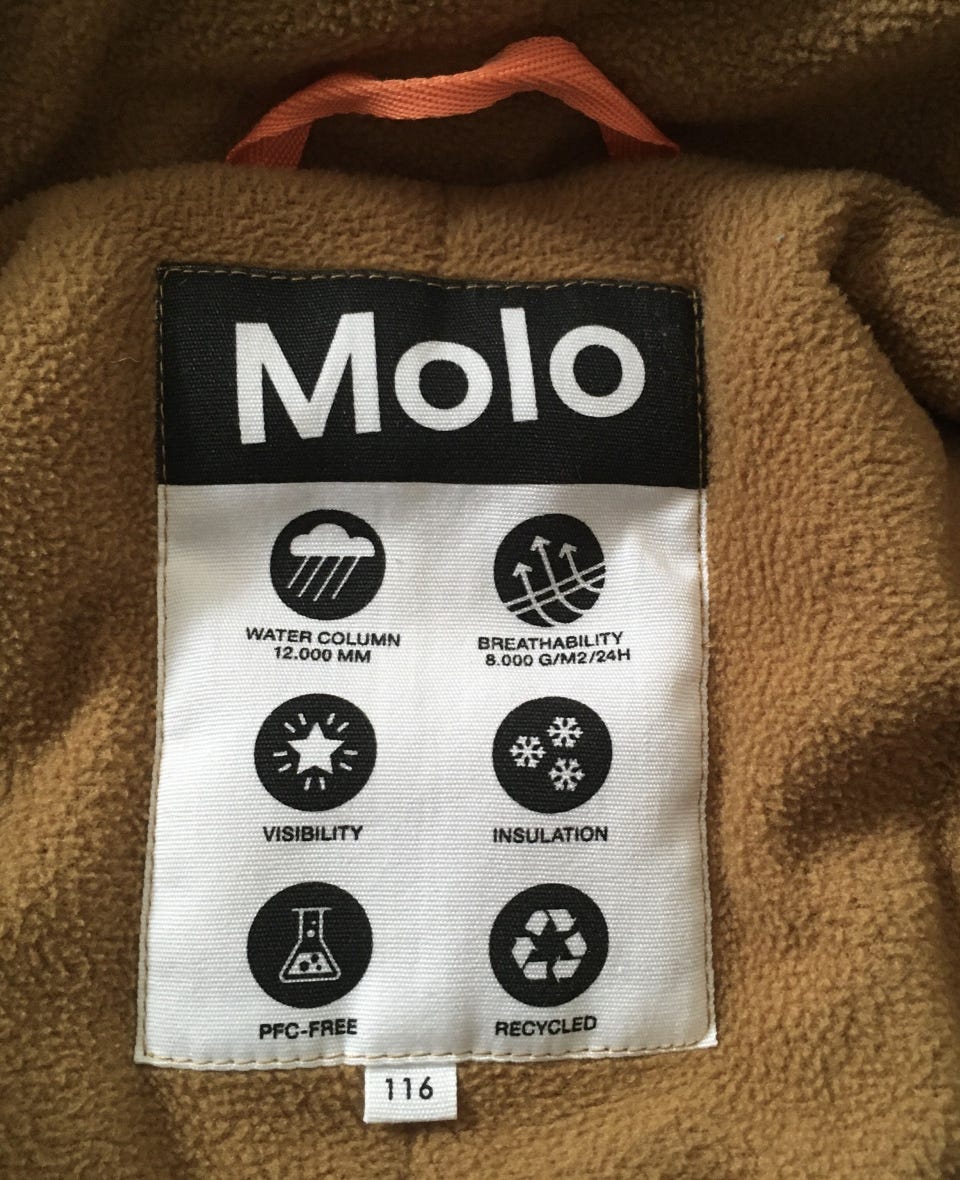 Molo
WATER COLUMN
12.000 MM
BREATHABILITY
8.000 G/M2/24H
VISIBILITY
INSULATION
PFC-FREE
RECYCLED
116